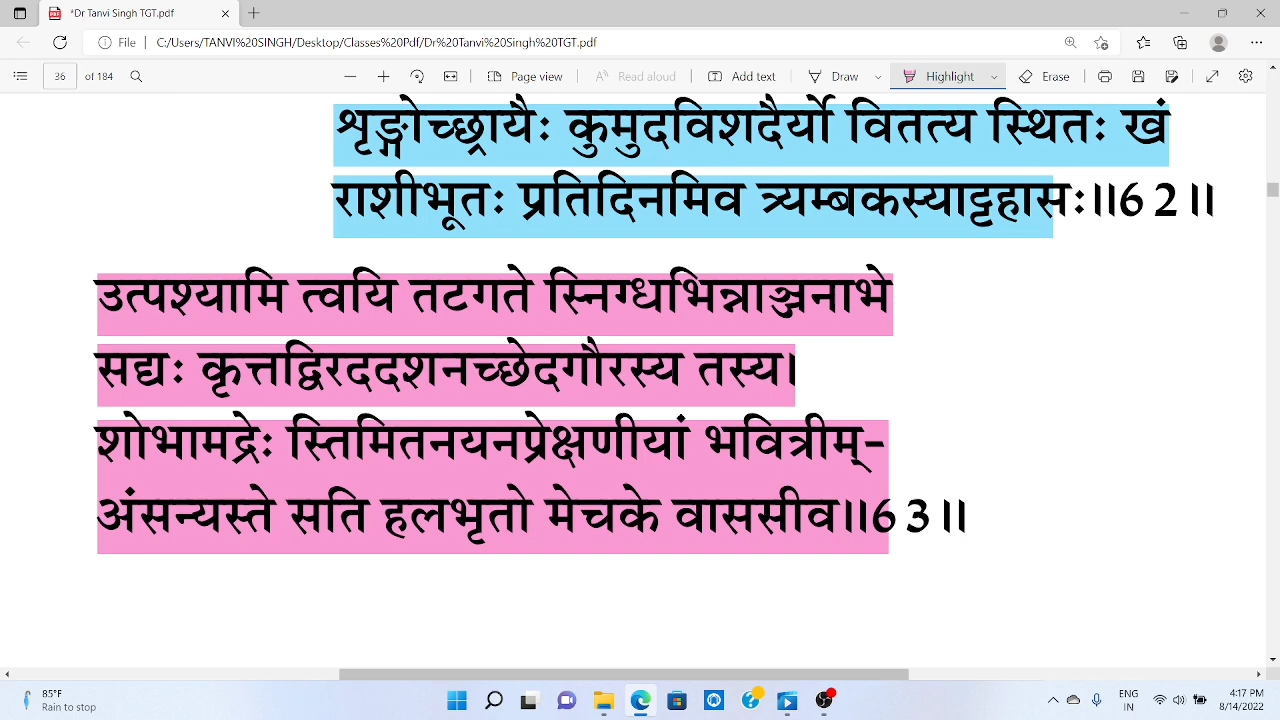 *Dr Tanvi Singh TGT.pdf
File C:/Users/TANVI%20SINGH/Desktop/Classes%20Pdf/Dr%20Tanvi%20Singh%20TGT.pdf
36 of 184 Page view Read aloud Add text Draw Highlight Erase
शृङ्गोच्छ्रायैः कुमुदविशदैर्यो वितत्य स्थितः खं
राशीभूतः प्रतिदिनमिव त्र्यम्बकस्याट्टहासः॥62॥
उत्पश्यामि त्वयि तटगते स्निग्धभिन्नाञ्जनाभे
सद्यः कृत्तद्विरददशनच्छेदगौरस्य तस्य।
शोभामद्रेः स्तिमितनयनप्रेक्षणीयां भवित्रीम्-
अंसन्यस्ते सति हलभृतो मेचके वाससीव॥63॥
85°F
Rain to stop
ENG
IN
4:17 PM
8/14/2022